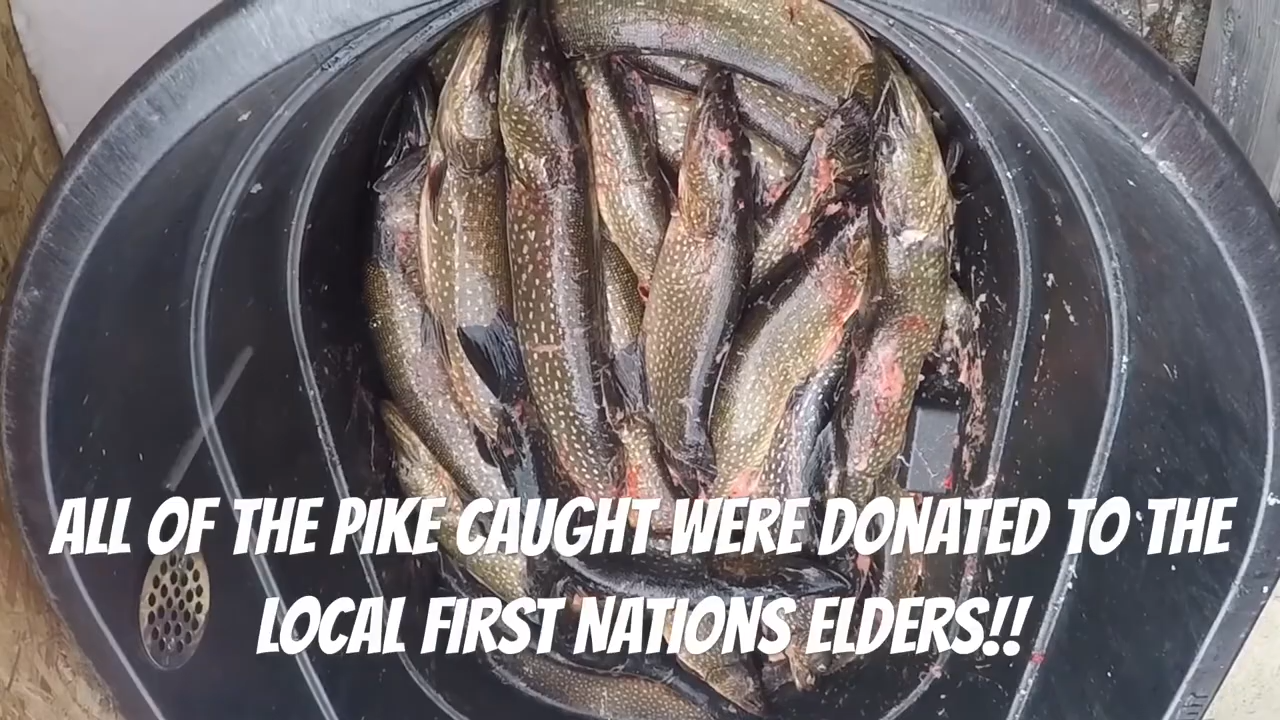 ALL OF THE PIKE CAUGHT WERE DONATED TO THE
LOCAL FIRST NATIONS ELDERS!!